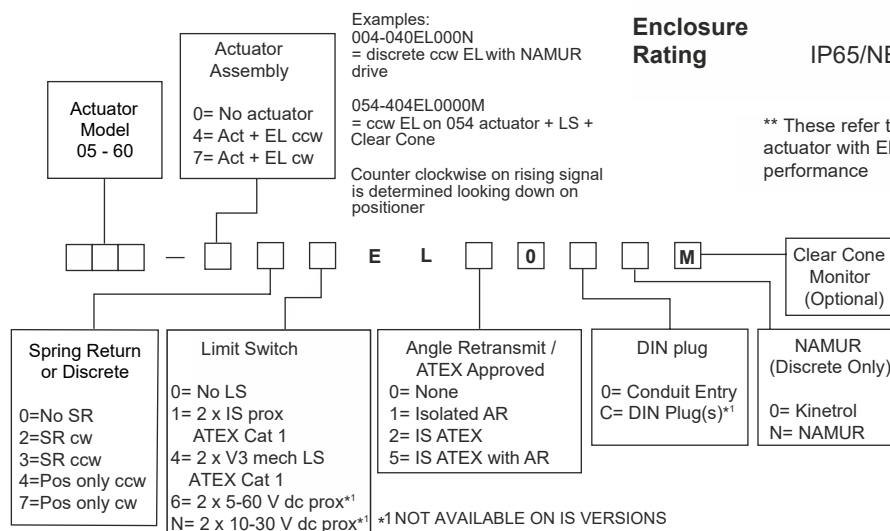 Examples:
004-040EL000N
= discrete ccw EL with NAMUR
drive
054-404EL0000M
= ccw EL on 054 actuator + LS +
Clear Cone
Counter clockwise on rising signal
is determined looking down on
positioner
Enclosure
Rating
IP65/NE
** These refer t
actuator with El
performance
Actuator
Model
05 - 60
Actuator
Assembly
0= No actuator
4= Act + EL ccw
7= Act + EL cw
– E L 0 M
Clear Cone
Monitor
(Optional)
Spring Return
or Discrete
0=No SR
2=SR cw
3=SR ccw
4=Pos only ccw
7=Pos only cw
Limit Switch
0= No LS
1= 2 x IS prox
ATEX Cat 1
4= 2 x V3 mech LS
ATEX Cat 1
6= 2 x 5-60 V dc prox*1
N= 2 x 10-30 V dc prox*1
Angle Retransmit /
ATEX Approved
0= None
1= Isolated AR
2= IS ATEX
5= IS ATEX with AR
DIN plug
0= Conduit Entry
C= DIN Plug(s)*1
NAMUR
(Discrete Only)
0= Kinetrol
N= NAMUR
*1 NOT AVAILABLE ON IS VERSIONS